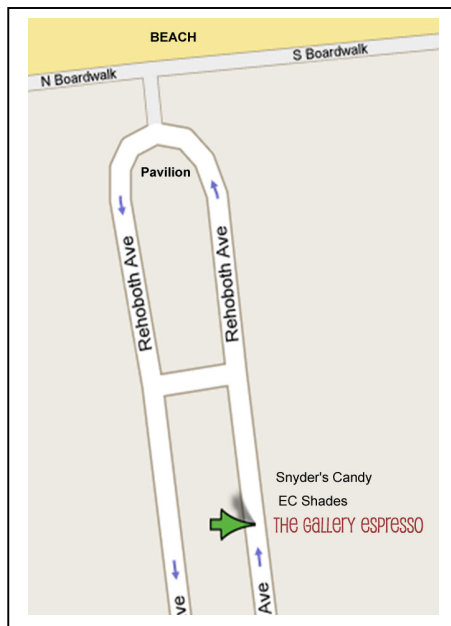 BEACH
S Boardwalk
N Boardwalk
Pavilion
Rehoboth Ave
Rehoboth Ave
Snyder's Candy
EC Shades
THE GALLERY ESPRESSO
ve
Ave